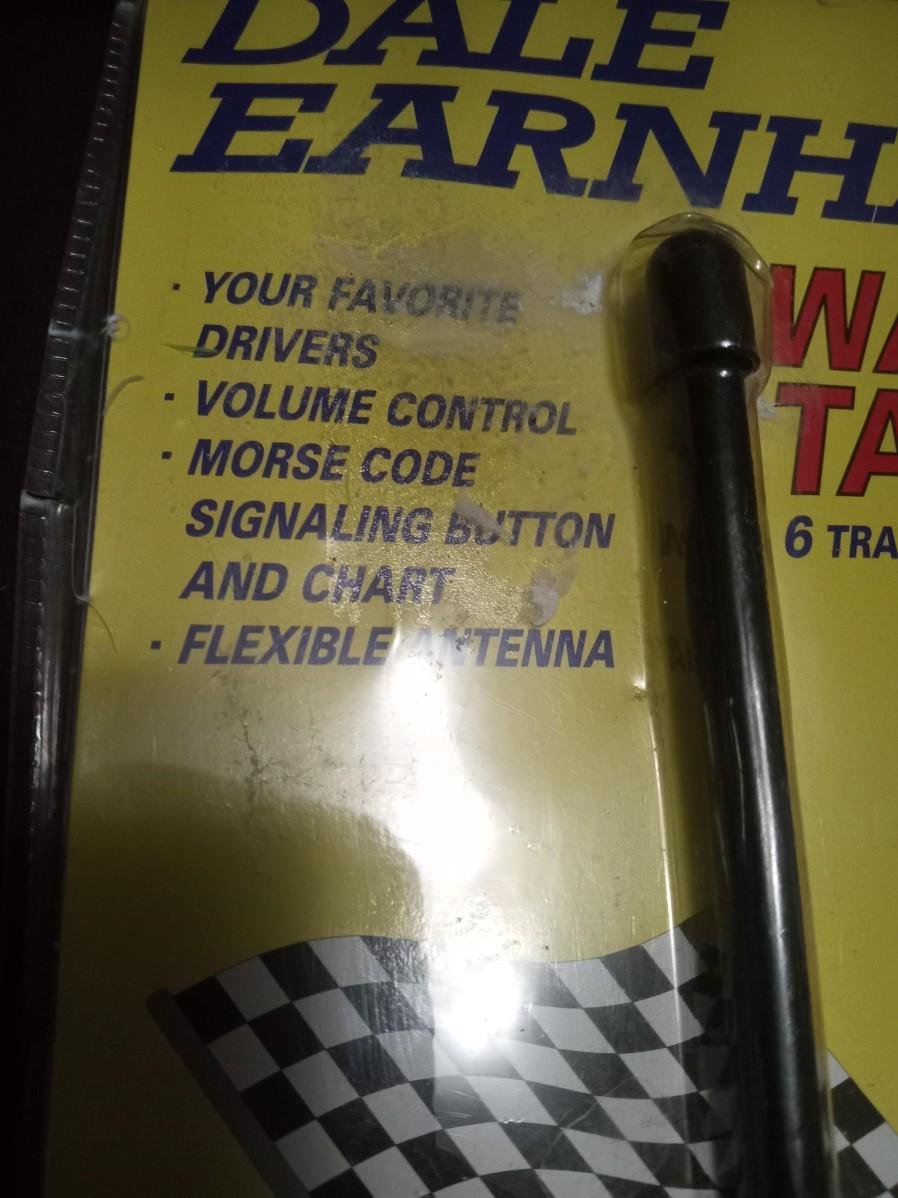 DALE
EARNH
WA
TA
6 TRA
· YOUR FAVORITE
DRIVERS
· VOLUME CONTROL
· MORSE CODE
SIGNALING BUTTON
AND CHART
· FLEXIBLE ANTENNA